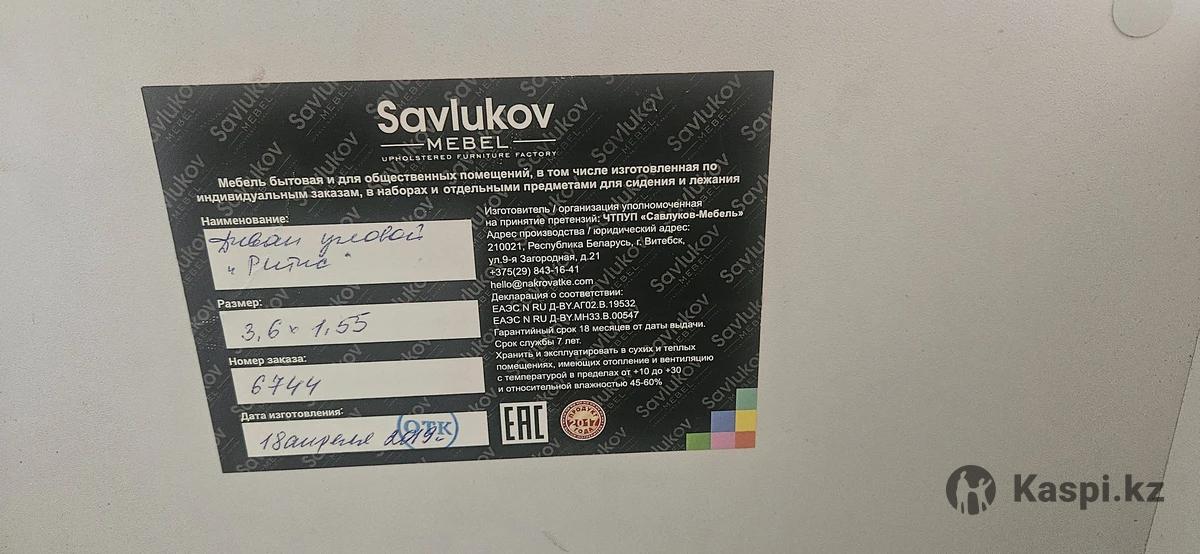 Savlukov
MEBEL
UPHOLSTERED FURNITURE FACTORY
Мебель бытовая и для общественных помещений, в том числе изготовленная по
индивидуальным заказам, в наборах и отдельными предметами для сидения и лежания
Наименование:
Диван угловой
"Ритис"
Размер:
3,6 х 1,55
Номер заказа:
6744
Дата изготовления:
18 апреля 2019г.
ОТК
Изготовитель / организация уполномоченная
на принятие претензий: ЧТПУП «Савлуков-Мебель»
Адрес производства / юридический адрес:
210021, Республика Беларусь, г. Витебск,
ул.9-я Загородная, д.21
+375(29) 843-16-41
hello@nakrovatke.com
Декларация о соответствии:
ЕАЭС N RU Д-BY.АГ02.В.19532
ЕАЭС N RU Д-BY.МН33.В.00547
Гарантийный срок 18 месяцев от даты выдачи.
Срок службы 7 лет.
Хранить и эксплуатировать в сухих и теплых
помещениях, имеющих отопление и вентиляцию
с температурой в пределах от +10 до +30
и относительной влажностью 45-60%
EAC
ПРОДУКТ
2017
ГОДА
Kaspi.kz